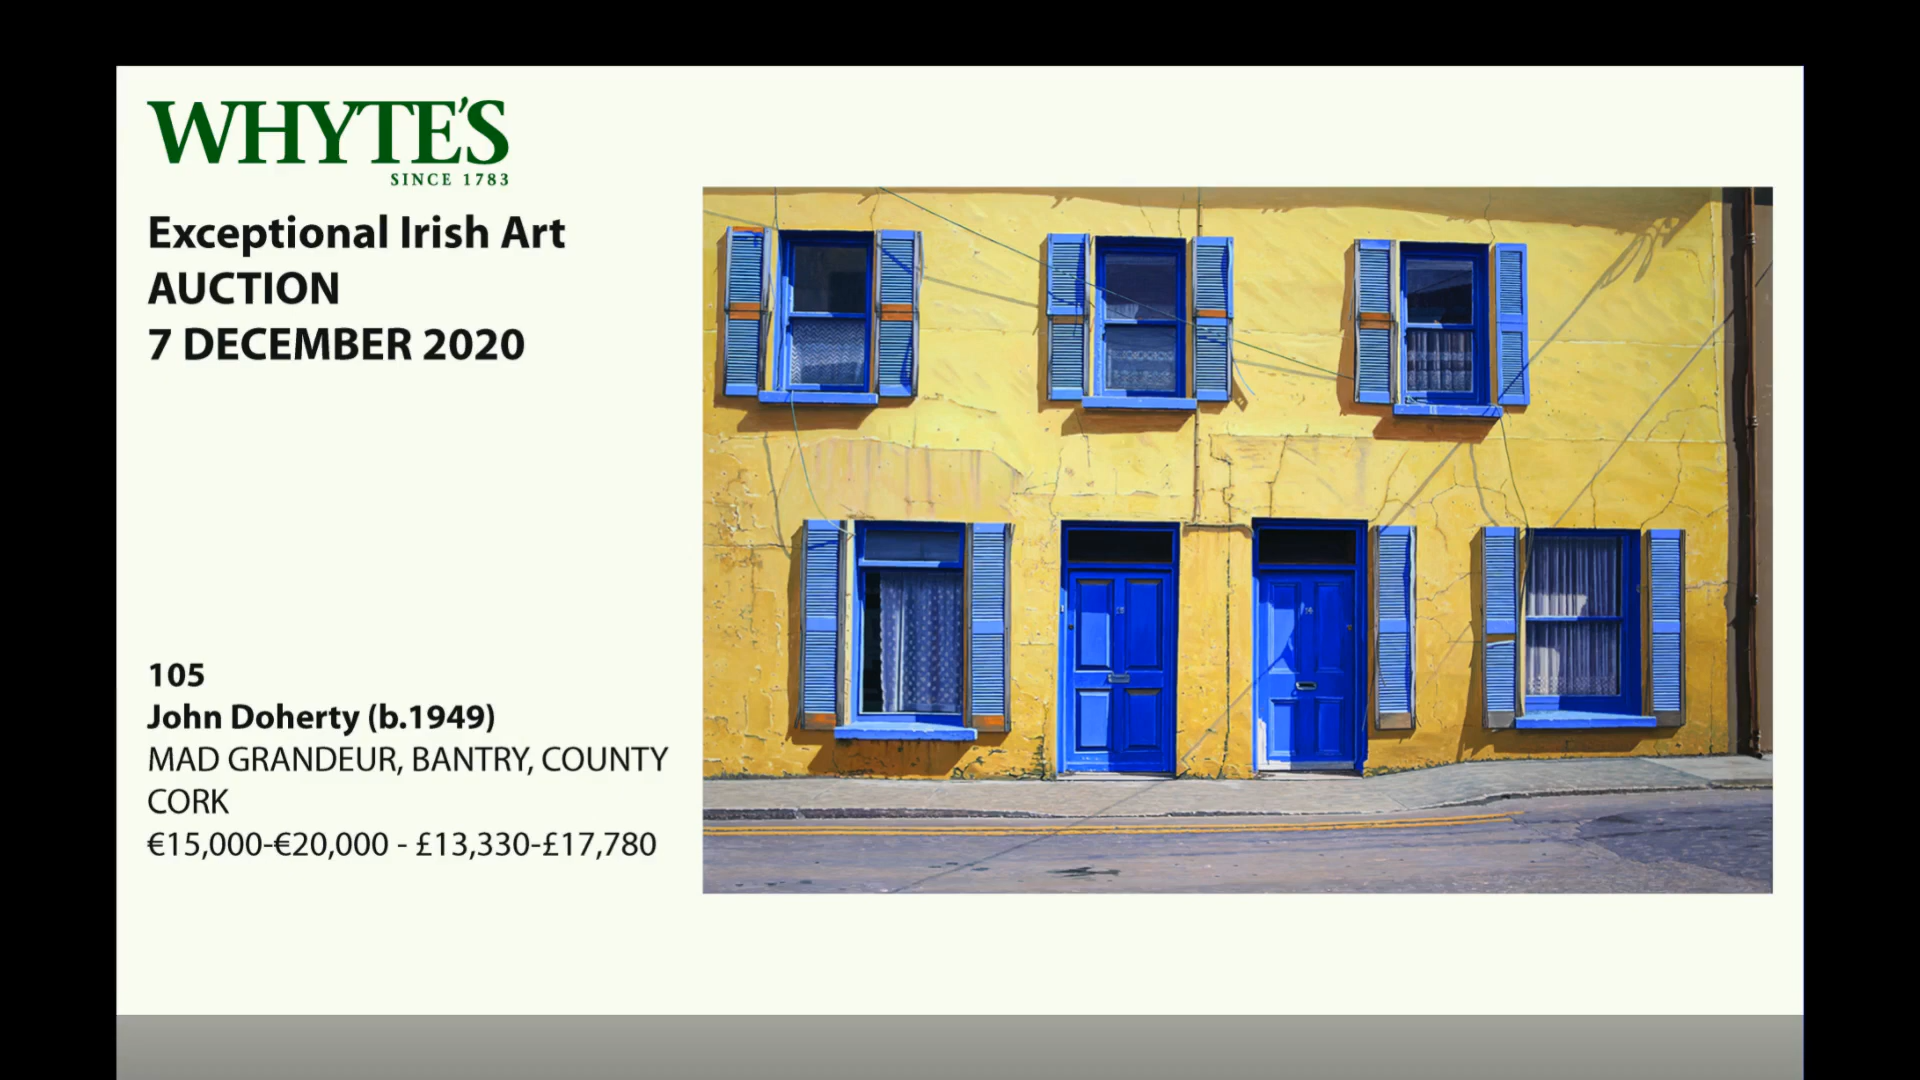 WHYTE'S
SINCE 1783
Exceptional Irish Art
AUCTION
7 DECEMBER 2020
105
John Doherty (b.1949)
MAD GRANDEUR, BANTRY, COUNTY
CORK
€15,000-€20,000 - £13,330-£17,780